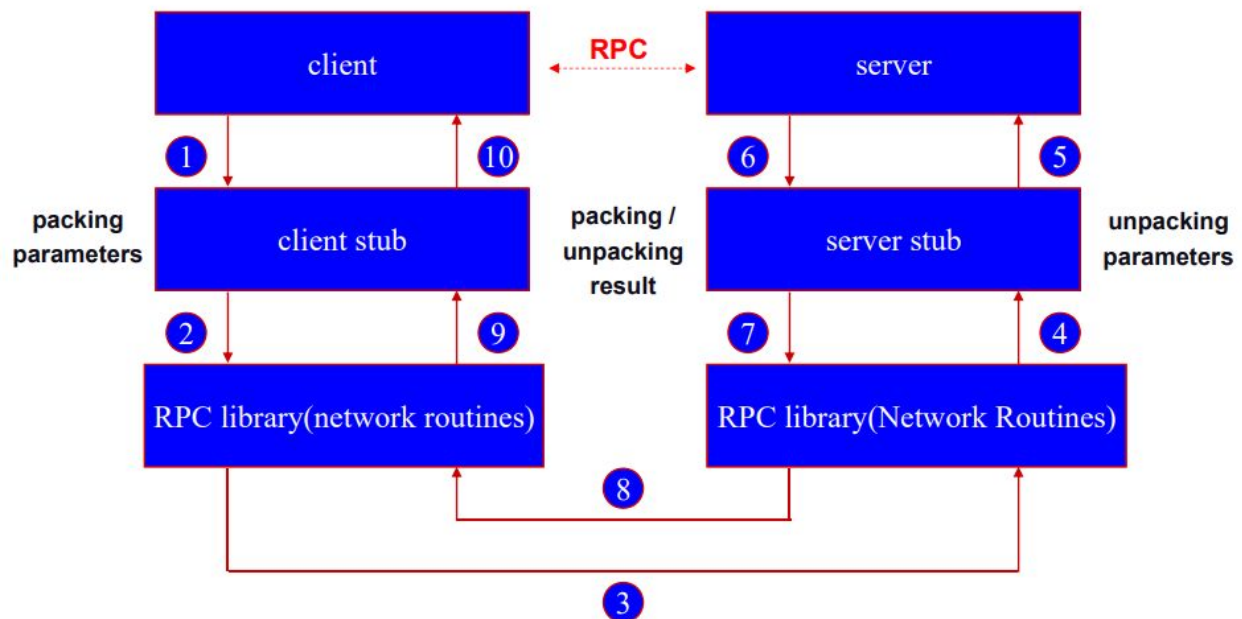 client
RPC
server
1
10
6
5
packing
parameters
client stub
packing /
unpacking
result
server stub
unpacking
parameters
2
9
7
4
RPC library(network routines)
RPC library(Network Routines)
8
3